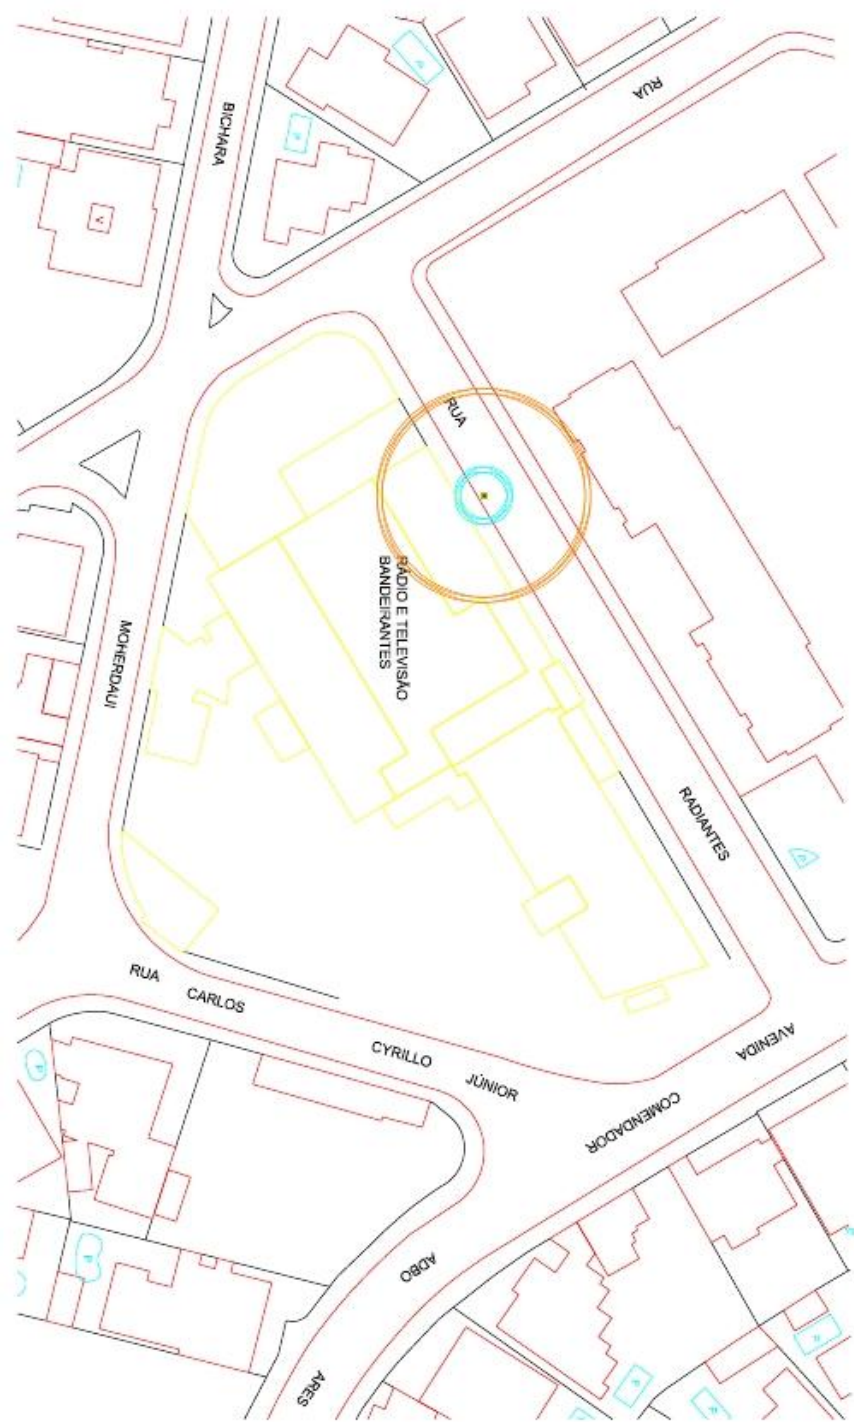 RUA
BICHARA
RUA
RÁDIO E TELEVISÃO
BANDEIRANTES
MOHERDAUI
RADIANTES
RUA CARLOS CYRILLO JÚNIOR
AVENIDA
COMENDADOR
ADBO
ARES